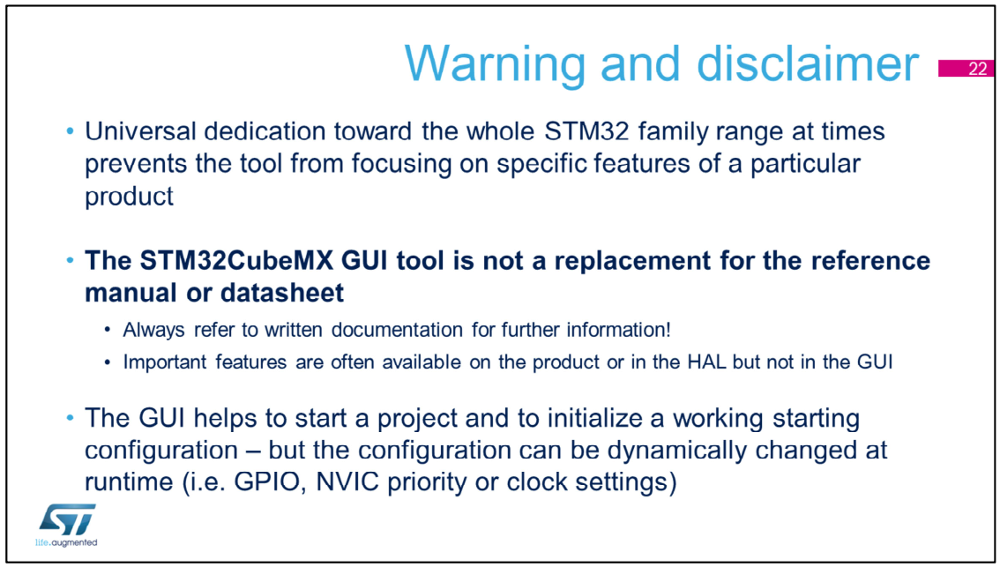 Warning and disclaimer
22
• Universal dedication toward the whole STM32 family range at times
prevents the tool from focusing on specific features of a particular
product
• The STM32CubeMX GUI tool is not a replacement for the reference
manual or datasheet
• Always refer to written documentation for further information!
• Important features are often available on the product or in the HAL but not in the GUI
• The GUI helps to start a project and to initialize a working starting
configuration – but the configuration can be dynamically changed at
runtime (i.e. GPIO, NVIC priority or clock settings)
ST
life.augmented